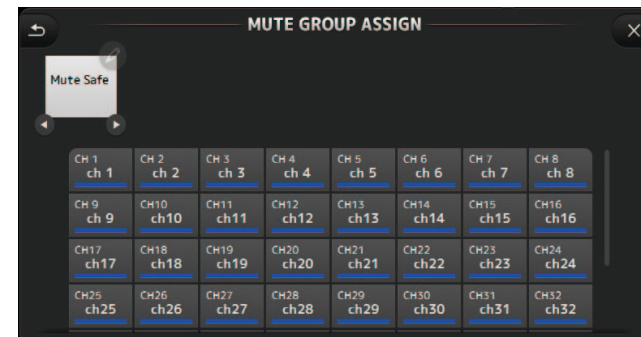 MUTE GROUP ASSIGN
Mute Safe
CH 1 CH 2 CH 3 CH 4 CH 5 CH 6 CH 7 CH 8
ch 1 ch 2 ch 3 ch 4 ch 5 ch 6 ch 7 ch 8
CH 9 CH10 CH11 CH12 CH13 CH14 CH15 CH16
ch 9 ch10 ch11 ch12 ch13 ch14 ch15 ch16
CH17 CH18 CH19 CH20 CH21 CH22 CH23 CH24
ch17 ch18 ch19 ch20 ch21 ch22 ch23 ch24
CH25 CH26 CH27 CH28 CH29 CH30 CH31 CH32
ch25 ch26 ch27 ch28 ch29 ch30 ch31 ch32